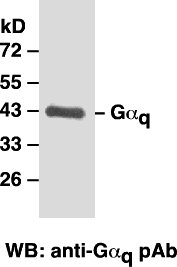 kD
72 –
55 –
43 – – Gαq
33 –
26 –
WB: anti-Gαq pAb